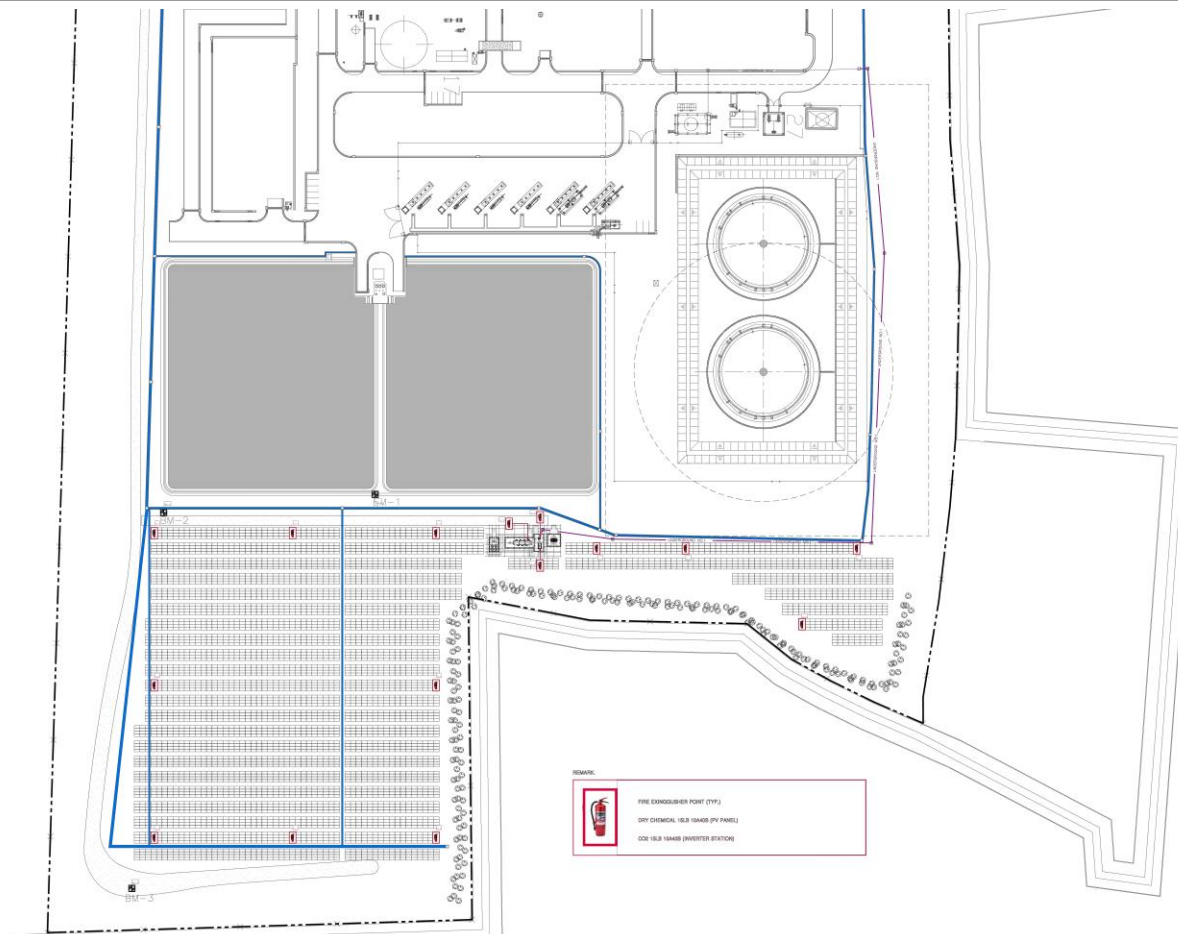 BM-1
BM-2
REMARK.
FIRE EXINGGUSHER POINT (TYP.)
DRY CHEMICAL 15LB 10A40B (PV PANEL)
CO2 15LB 10A40B (INVERTER STATION)
BM-3